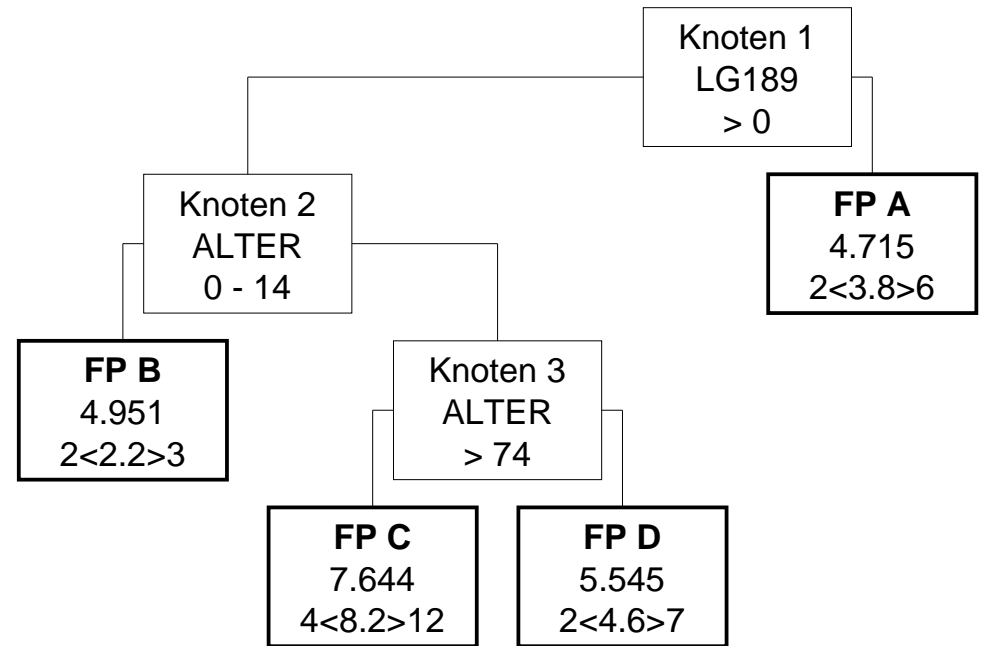 Knoten 1
LG189
> 0
Knoten 2
ALTER
0 - 14
FP A
4.715
2<3.8>6
FP B
4.951
2<2.2>3
Knoten 3
ALTER
> 74
FP C
7.644
4<8.2>12
FP D
5.545
2<4.6>7